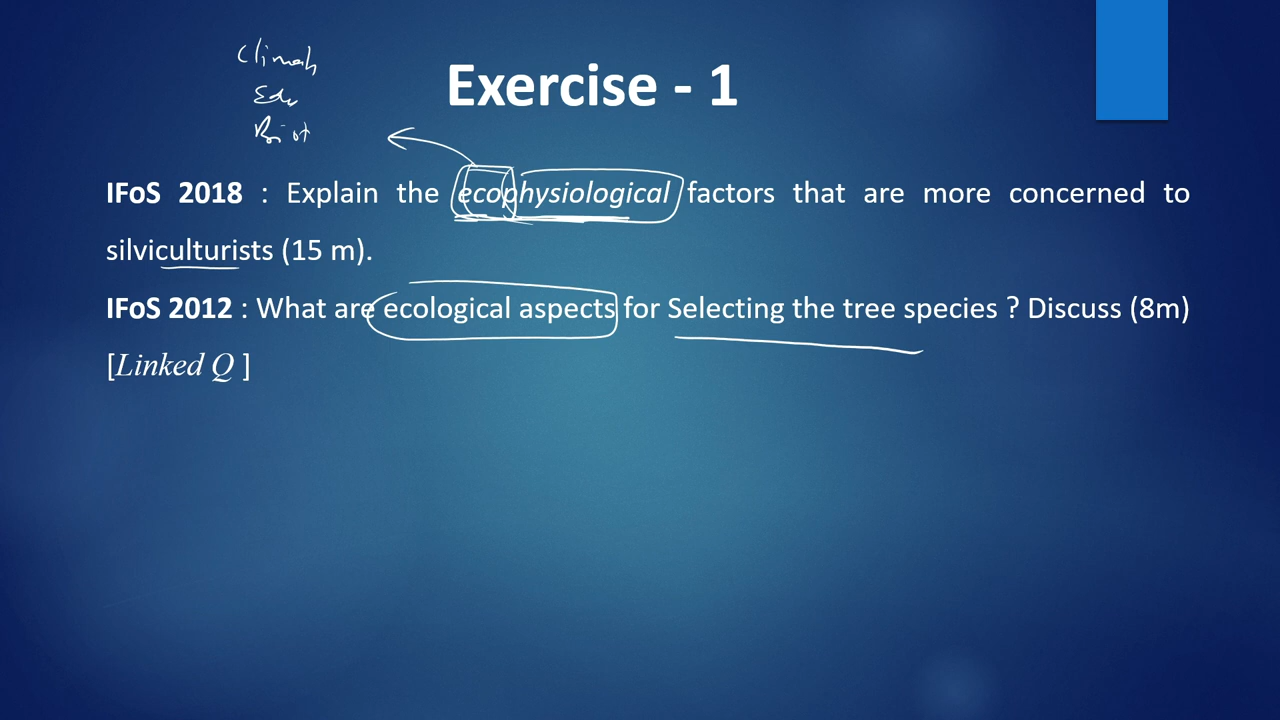 Exercise - 1
IFoS 2018 : Explain the ecophysiological factors that are more concerned to
silviculturists (15 m).
IFoS 2012 : What are ecological aspects for Selecting the tree species ? Discuss (8m)
[Linked Q ]